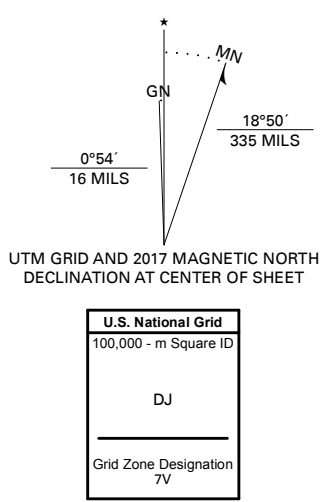 ★
MN
GN
18°50´
335 MILS
0°54´
16 MILS
UTM GRID AND 2017 MAGNETIC NORTH
DECLINATION AT CENTER OF SHEET
U.S. National Grid
100,000 - m Square ID
DJ
Grid Zone Designation
7V